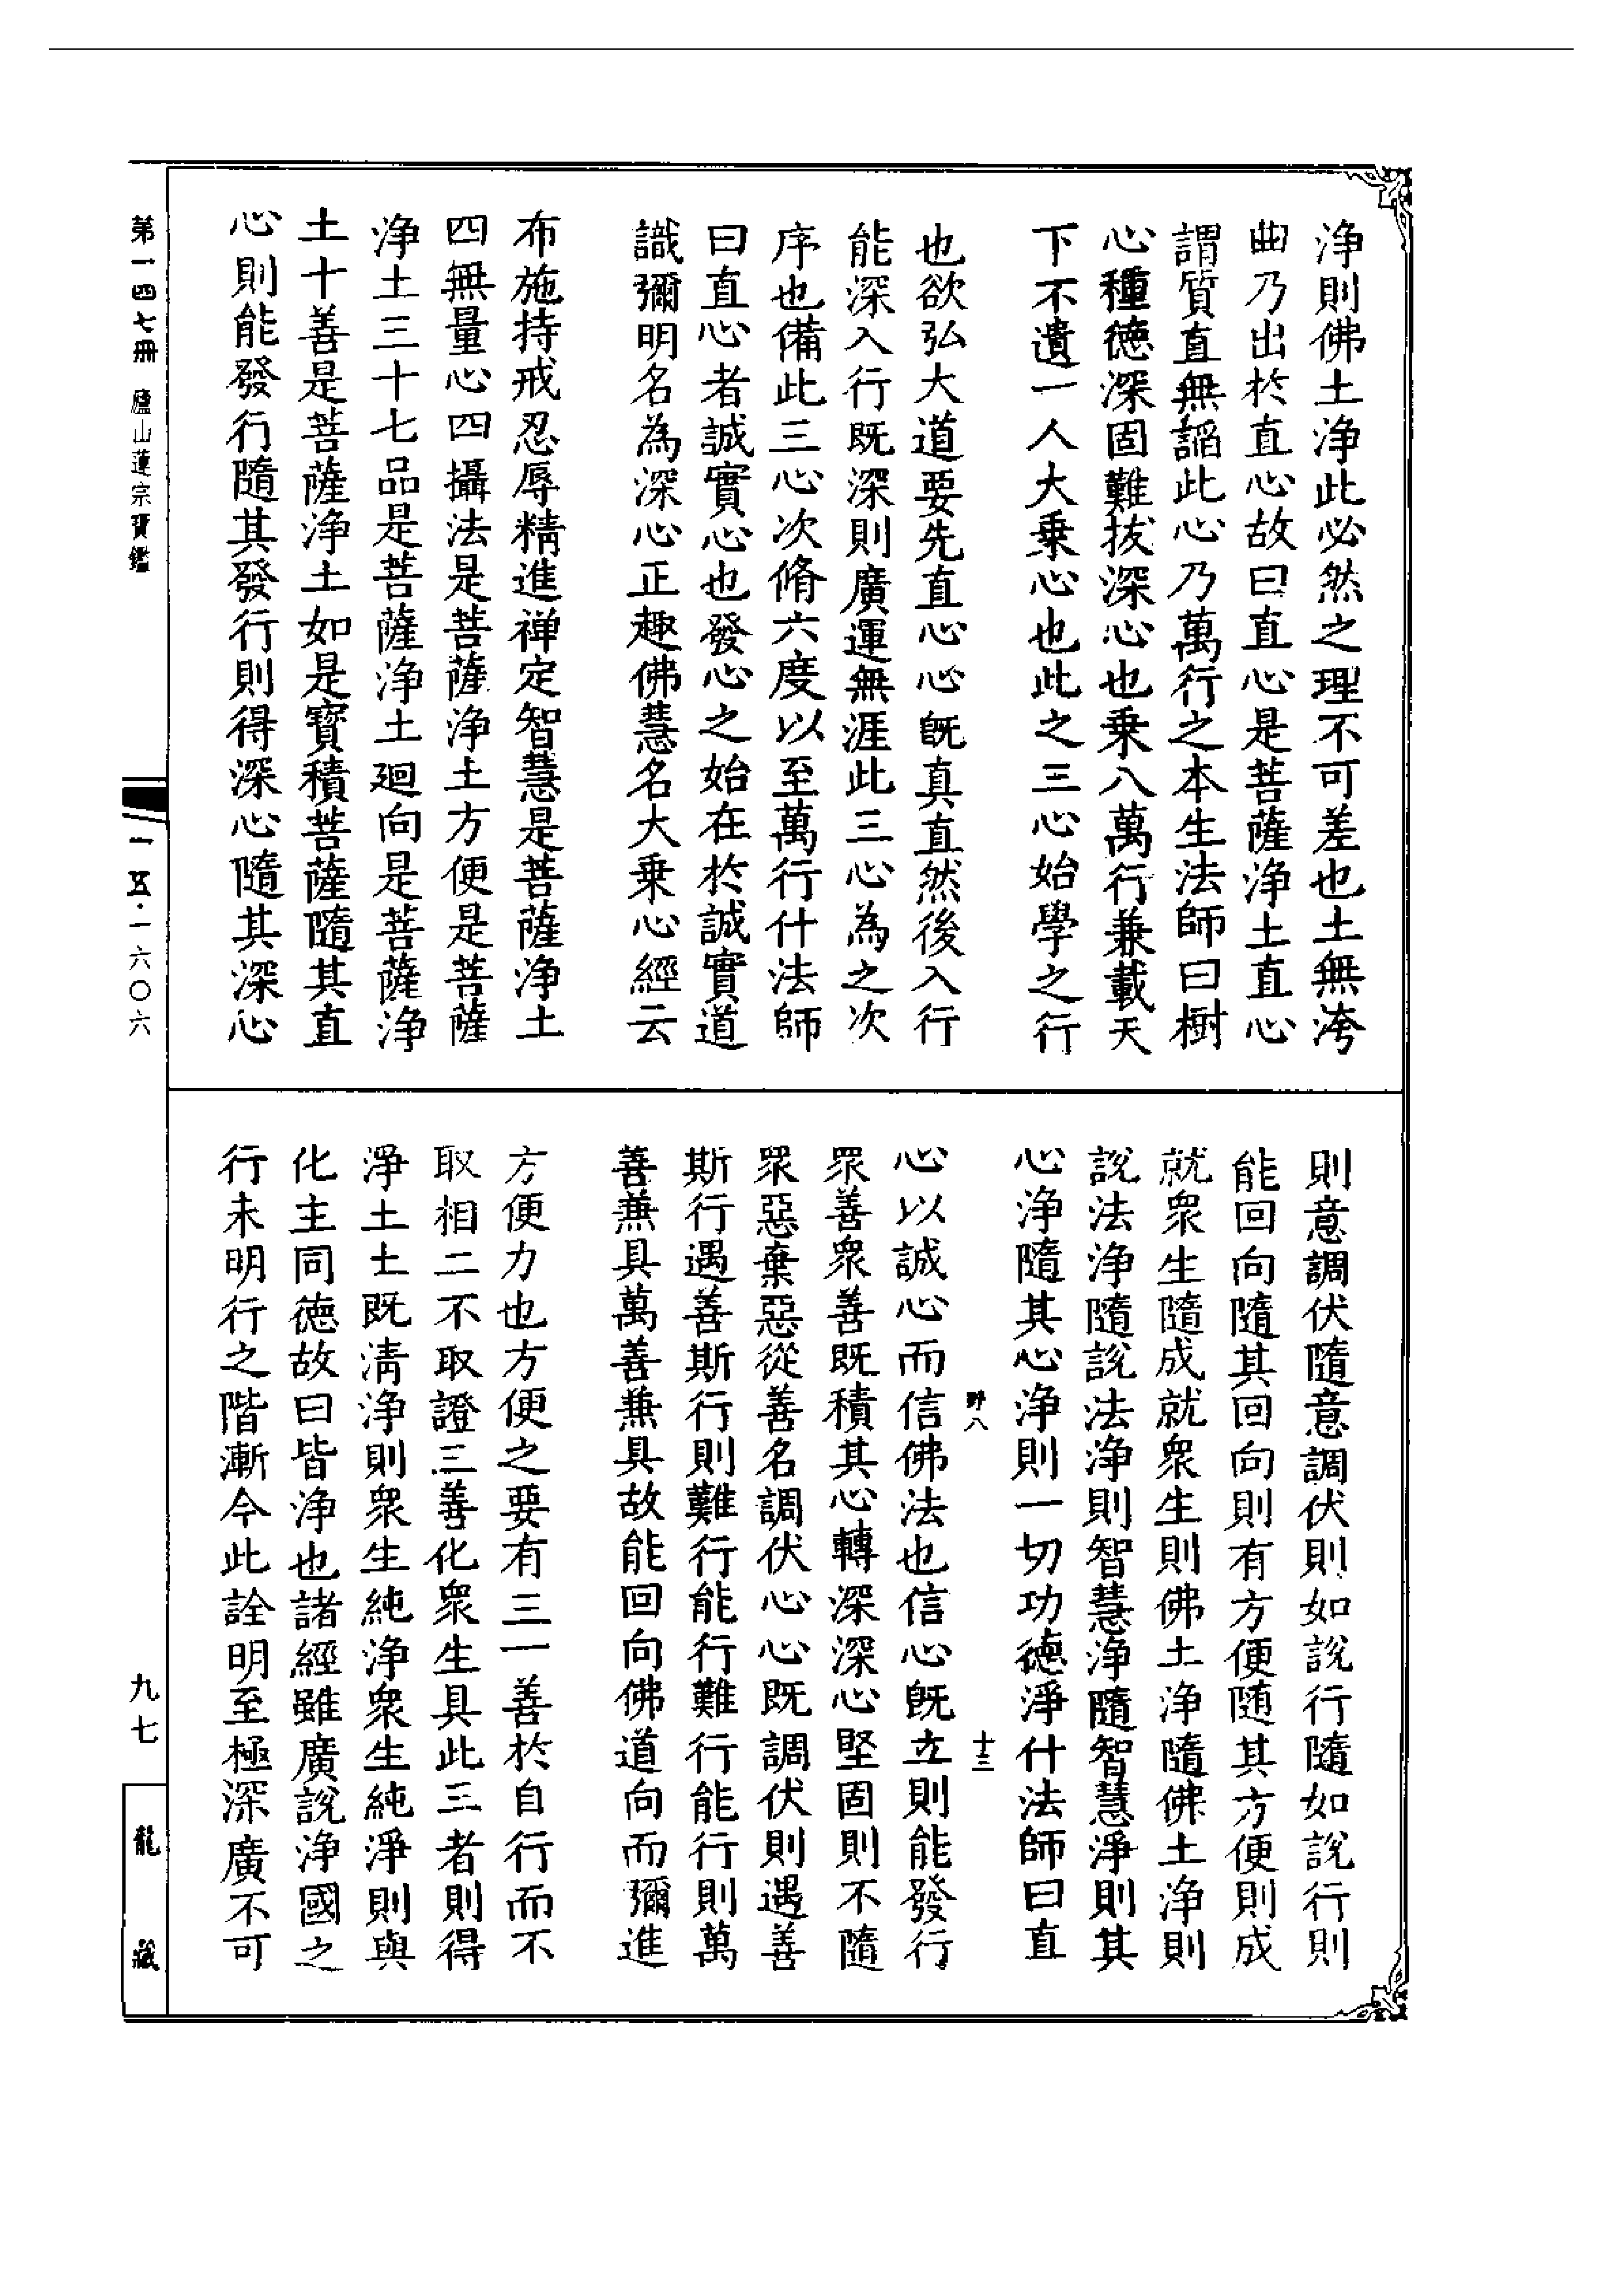 淨則佛土淨此必然之理不可差也土無洿
曲乃出於直心故曰直心是菩薩淨土直心
謂質直無謟此心乃萬行之本生法師曰樹
心種德深固難拔深心也乗八萬行兼載天
下不遺一人大乗心也此之三心始學之行
也欲弘大道要先直心心既真直然後入行
能深入行既深則廣運無涯此三心為之次
序也備此三心次脩六度以至萬行什法師
曰直心者誠實心也發心之始在於誠實道
識彌明名為深心正趣佛慧名大乗心經云
布施持戒忍辱精進禅定智慧是菩薩淨土
四無量心四攝法是菩薩淨土方便是菩薩
淨土三十七品是菩薩淨土廻向是菩薩淨
土十善是菩薩淨土如是寳積菩薩隨其直
心則能發行隨其發行則得深心隨其深心
則意調伏隨意調伏則如說行隨如說行則
能回向隨其回向則有方便随其方便則成
就衆生隨成就衆生則佛土淨隨佛土淨則
說法淨隨說法淨則智慧淨隨智慧淨則其
心淨隨其心淨則一切功德淨什法師曰直
野八 十三
心以誠心而信佛法也信心既立則能發行
眾善衆善既積其心轉深深心堅固則不隨
眾惡棄惡從善名調伏心心既調伏則遇善
斯行遇善斯行則難行能行難行能行則萬
善兼具萬善兼具故能回向佛道向而彌進
方便力也方便之要有三一善於自行而不
取相二不取證三善化衆生具此三者則得
淨土土既清淨則衆生純淨衆生純淨則與
化主同德故曰皆淨也諸經雖廣說淨國之
行未明行之階漸今此詮明至極深廣不可
第一四七冊 廬山蓮宗寶鑑
一五·一六〇六
九七
龍藏